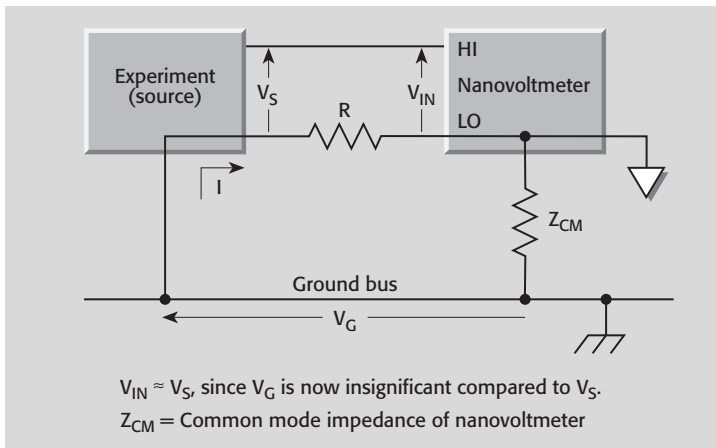 Experiment
(source)
HI
Nanovoltmeter
LO
V_S
V_IN
R
I
Z_CM
Ground bus
V_G
V_IN ≈ V_S, since V_G is now insignificant compared to V_S.
Z_CM = Common mode impedance of nanovoltmeter